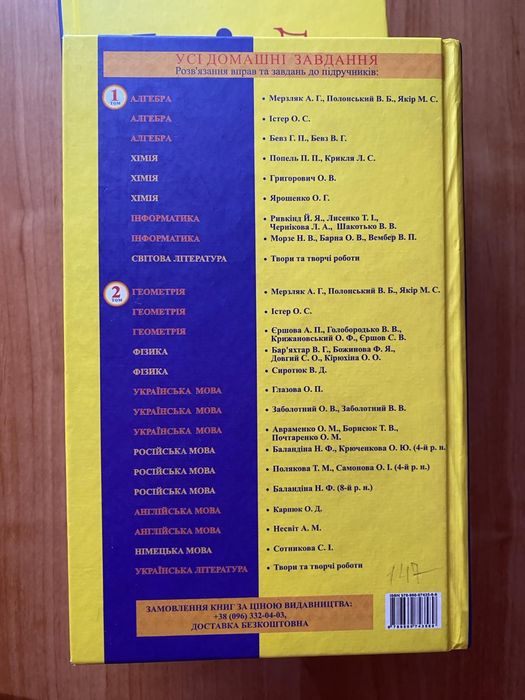 УСІ ДОМАШНІ ЗАВДАННЯ
Розв'язання вправ та завдань до підручників:
1 ТОМ
АЛГЕБРА • Мерзляк А. Г., Полонський В. Б., Якір М. С.
АЛГЕБРА • Істер О. С.
АЛГЕБРА • Бевз Г. П., Бевз В. Г.
ХІМІЯ • Попель П. П., Крикля Л. С.
ХІМІЯ • Григорович О. В.
ХІМІЯ • Ярошенко О. Г.
ІНФОРМАТИКА • Ривкінд Й. Я., Лисенко Т. І.,
Чернікова Л. А., Шакотько В. В.
ІНФОРМАТИКА • Морзе Н. В., Барна О. В., Вембер В. П.
СВІТОВА ЛІТЕРАТУРА • Твори та творчі роботи
2 ТОМ
ГЕОМЕТРІЯ • Мерзляк А. Г., Полонський В. Б., Якір М. С.
ГЕОМЕТРІЯ • Істер О. С.
ГЕОМЕТРІЯ • Єршова А. П., Голобородько В. В.,
Крижановський О. Ф., Єршов С. В.
ФІЗИКА • Бар'яхтар В. Г., Божинова Ф. Я.,
Довгий С. О., Кірюхіна О. О.
ФІЗИКА • Сиротюк В. Д.
УКРАЇНСЬКА МОВА • Глазова О. П.
УКРАЇНСЬКА МОВА • Заболотний О. В., Заболотний В. В.
УКРАЇНСЬКА МОВА • Авраменко О. М., Борисюк Т. В.,
Почтаренко О. М.
РОСІЙСЬКА МОВА • Баландіна Н. Ф., Крюченкова О. Ю. (4-й р. н.
РОСІЙСЬКА МОВА • Полякова Т. М., Самонова О. І. (4-й р. н.)
РОСІЙСЬКА МОВА • Баландіна Н. Ф. (8-й р. н.)
АНГЛІЙСЬКА МОВА • Карпюк О. Д.
АНГЛІЙСЬКА МОВА • Несвіт А. М.
НІМЕЦЬКА МОВА • Сотникова С. І.
УКРАЇНСЬКА ЛІТЕРАТУРА • Твори та творчі роботи
147
ЗАМОВЛЕННЯ КНИГ ЗА ЦІНОЮ ВИДАВНИЦТВА:
+38 (096) 332-04-03,
ДОСТАВКА БЕЗКОШТОВНА